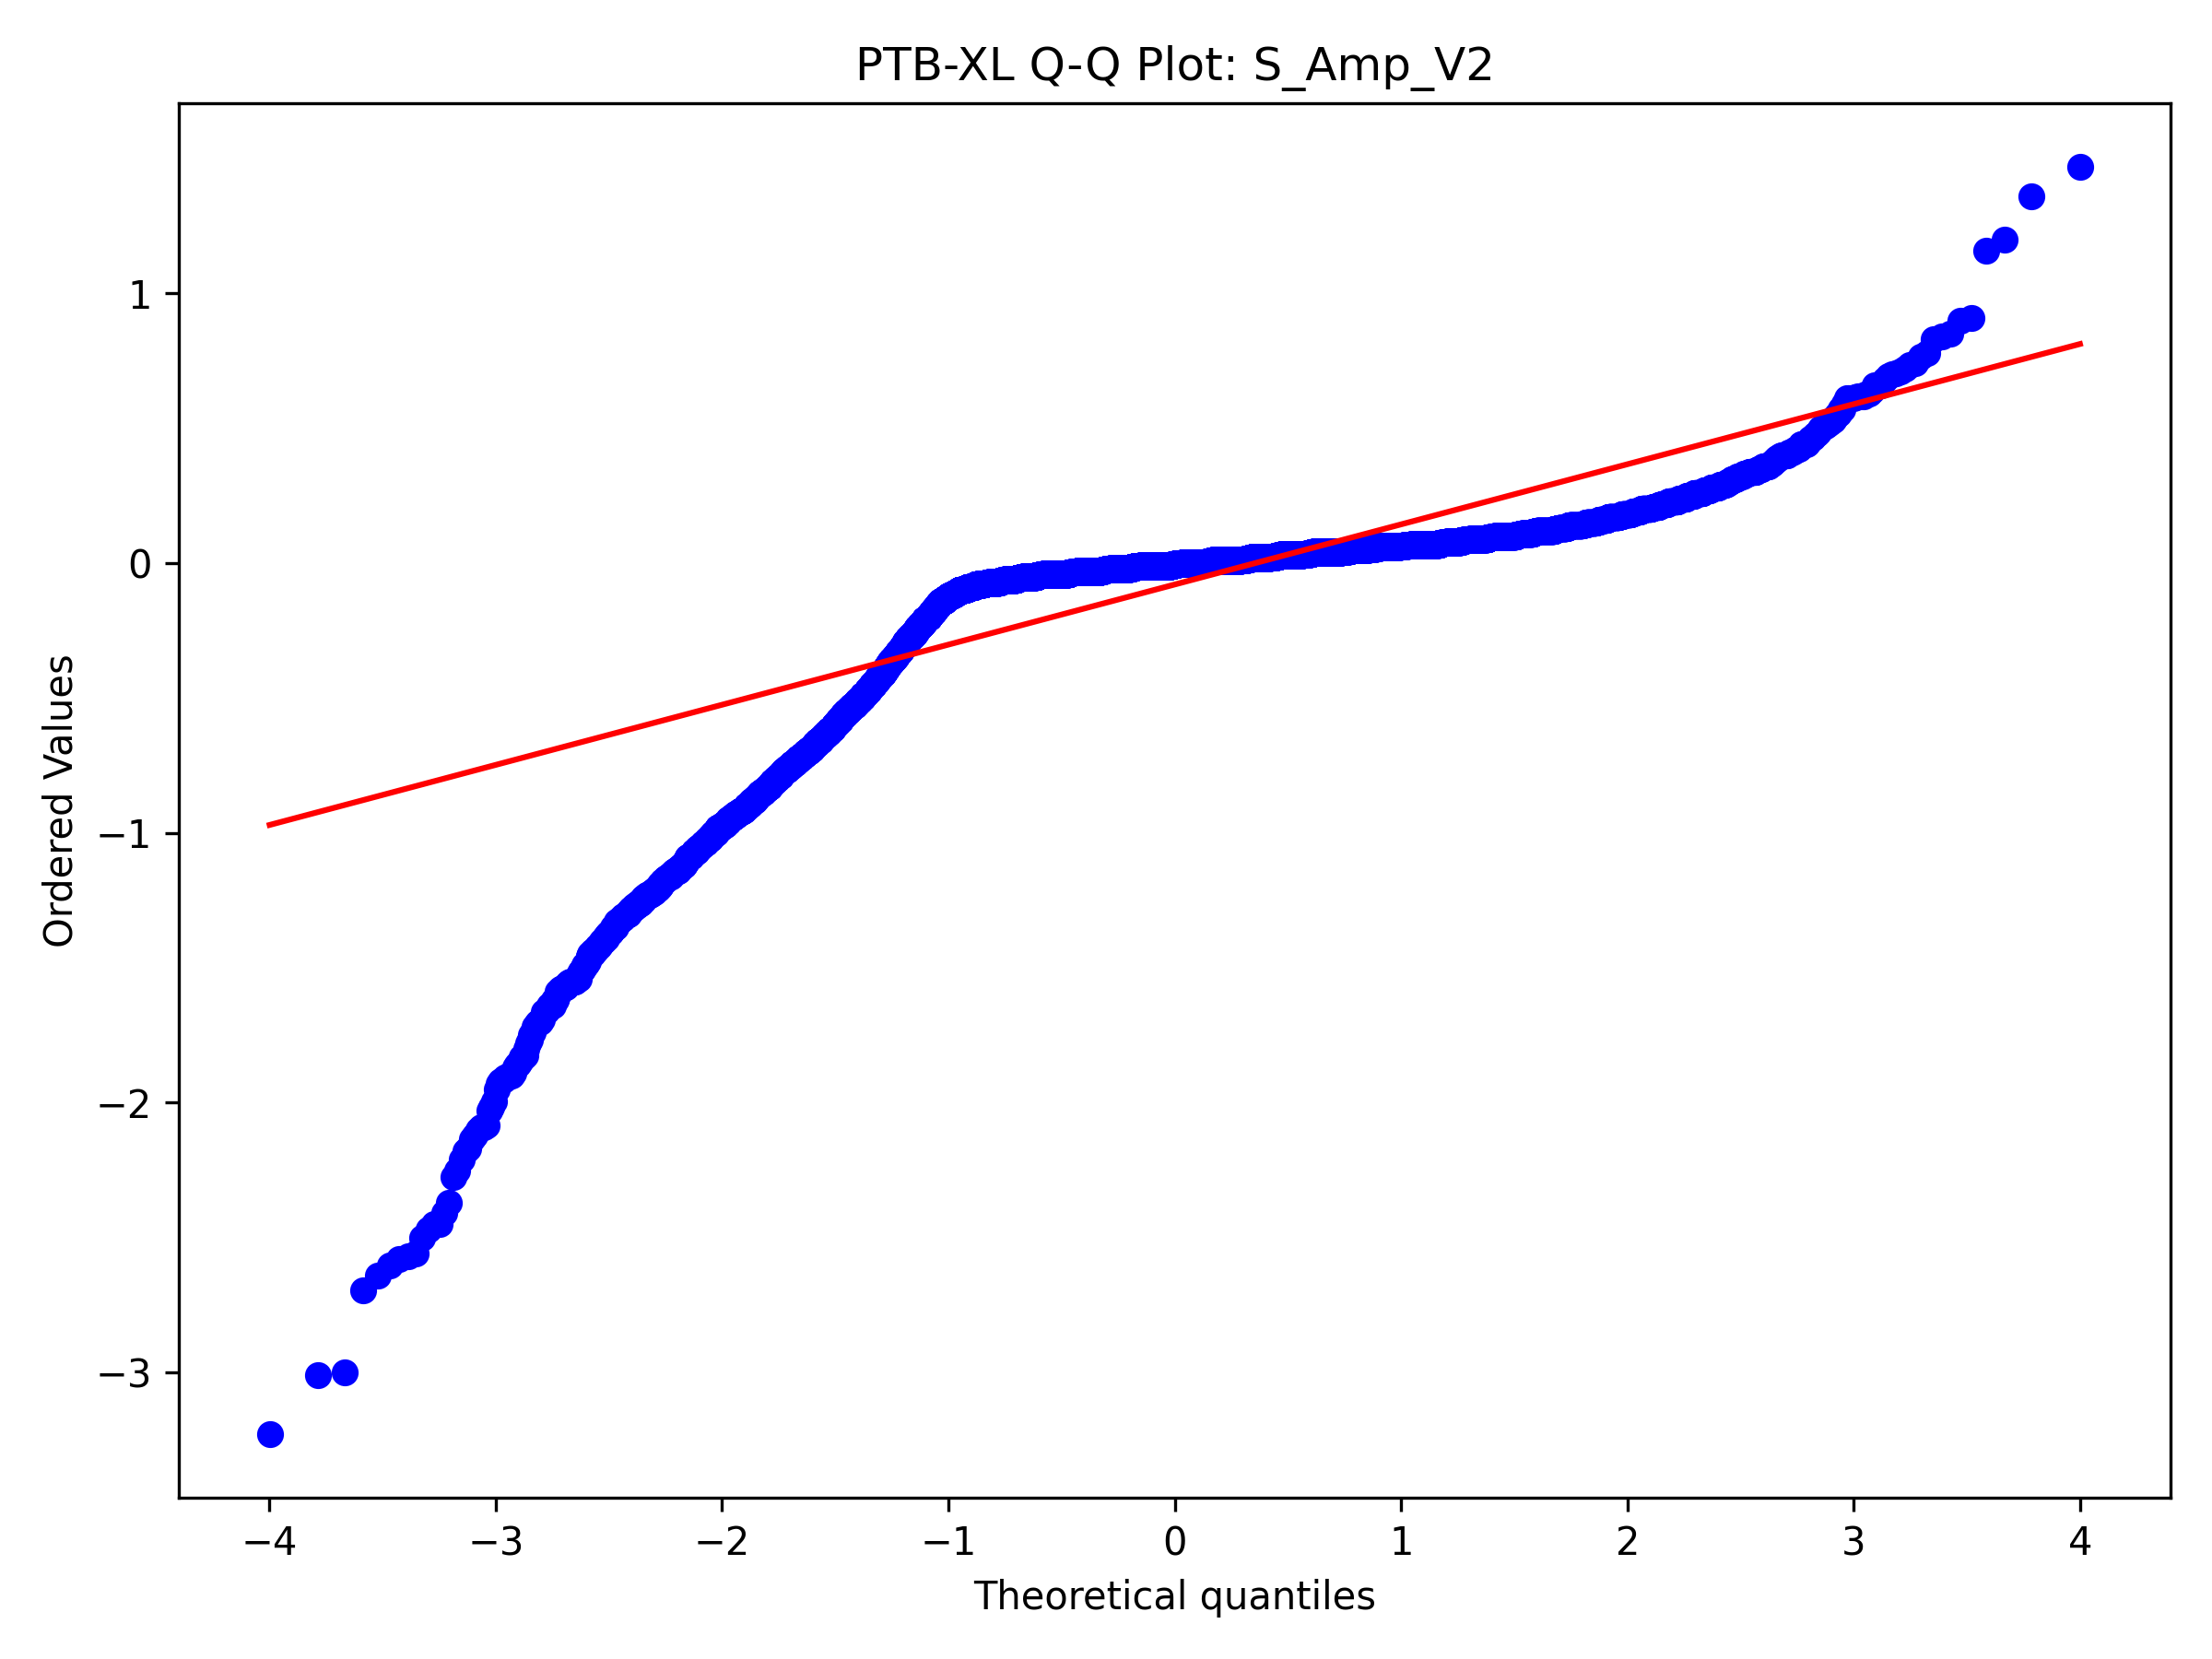 PTB-XL Q-Q Plot: S_Amp_V2
Ordered Values
1
0
−1
−2
−3
−4 −3 −2 −1 0 1 2 3 4
Theoretical quantiles